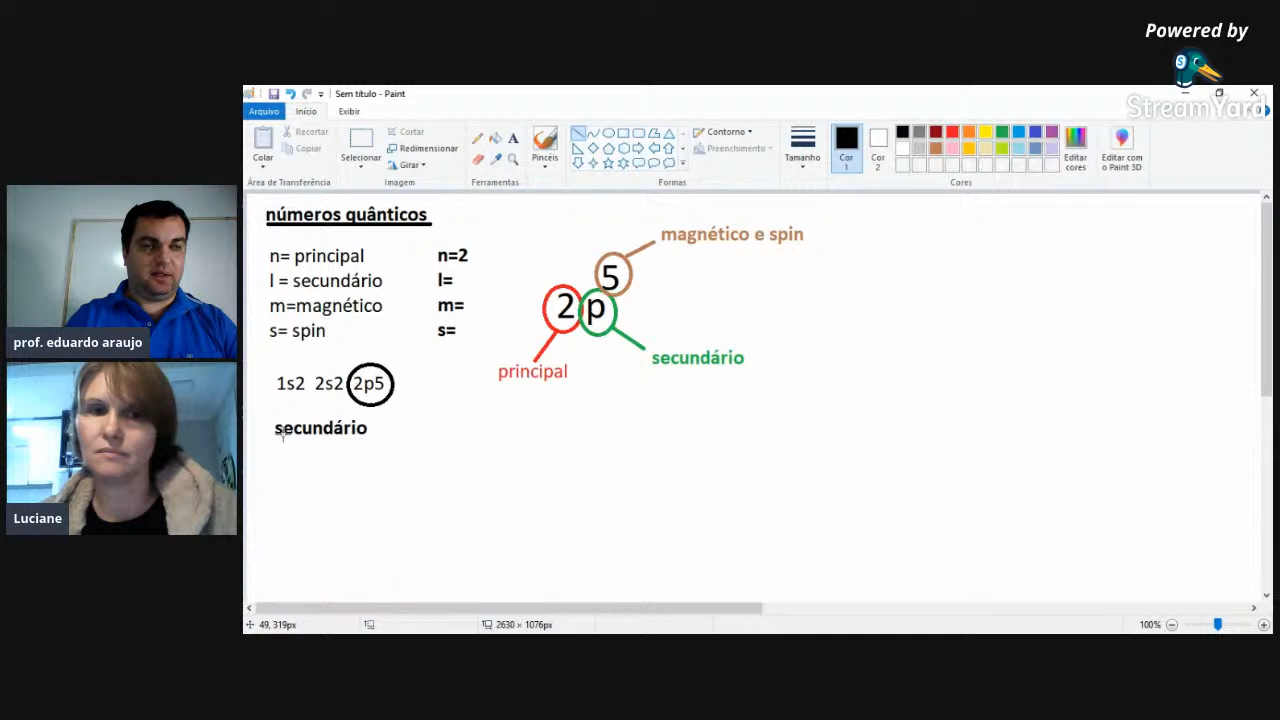 Powered by
StreamYard
Sem título - Paint
Arquivo Início Exibir
Colar
Recortar
Copiar
Área de Transferência
Selecionar
Cortar
Redimensionar
Girar
Imagem
Ferramentas
Pincéis
Formas
Contorno
Preenchimento
Tamanho
Cor 1
Cor 2
Cores
Editar cores
Editar com o Paint 3D
números quânticos
n= principal
l = secundário
m=magnético
s= spin
n=2
l=
m=
s=
magnético e spin
5
2 p
principal
secundário
1s2 2s2 2p5
secundário
prof. eduardo araujo
Luciane
49, 319px
2630 × 1076px
100%